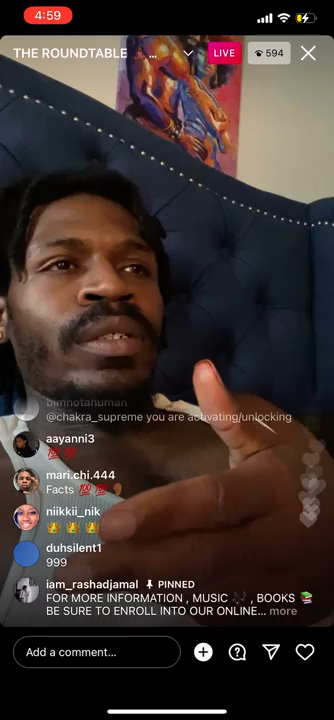 4:59
THE ROUNDTABLE ...
LIVE
594
bimnotahuman
@chakra_supreme you are activating/unlocking
aayanni3
💯 💯
mari.chi.444
Facts 💯 💯
niikkii_nik
👑 👑 👑
duhsilent1
999
iam_rashadjamal PINNED
FOR MORE INFORMATION , MUSIC 🎶 , BOOKS 📚
BE SURE TO ENROLL INTO OUR ONLINE... more
Add a comment...